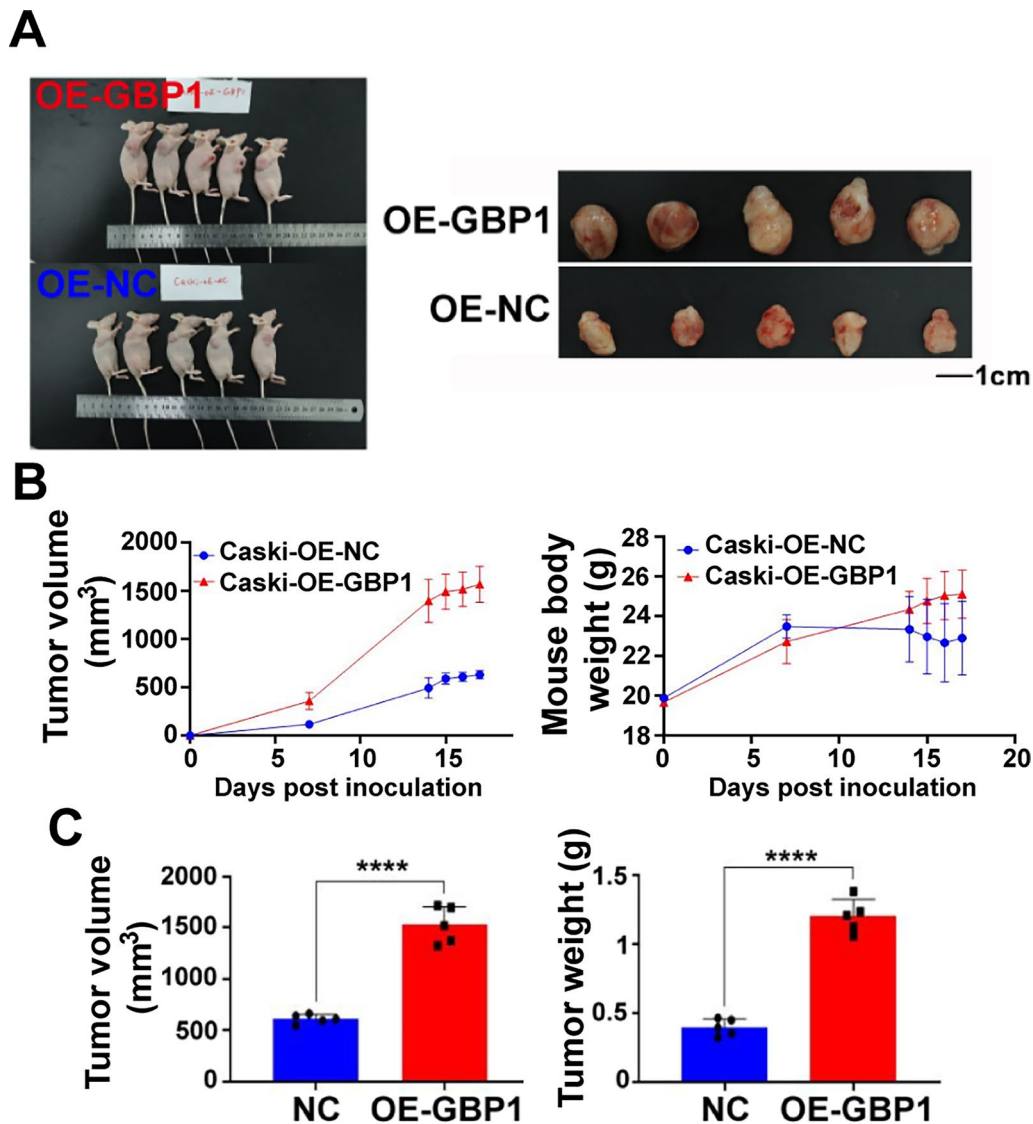 A
OE-GBP1
OE-NC
Caski-OE-NC
OE-GBP1
OE-NC
1cm
B
Tumor volume
(mm³)
2000
1500
1000
500
0
Caski-OE-NC
Caski-OE-GBP1
0
5
10
15
Days post inoculation
Mouse body
weight (g)
28
26
24
22
20
18
Caski-OE-NC
Caski-OE-GBP1
0
5
10
15
20
Days post inoculation
C
Tumor volume
(mm³)
2000
1500
1000
500
0
****
NC
OE-GBP1
Tumor weight (g)
1.5
1
0.5
0
****
NC
OE-GBP1